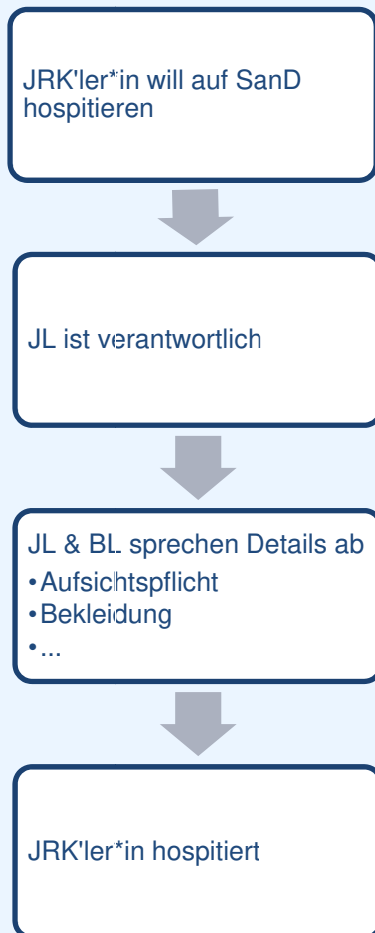 JRK'ler*in will auf SanD
hospitieren
JL ist verantwortlich
JL & BL sprechen Details ab
•Aufsichtspflicht
•Bekleidung
•...
JRK'ler*in hospitiert